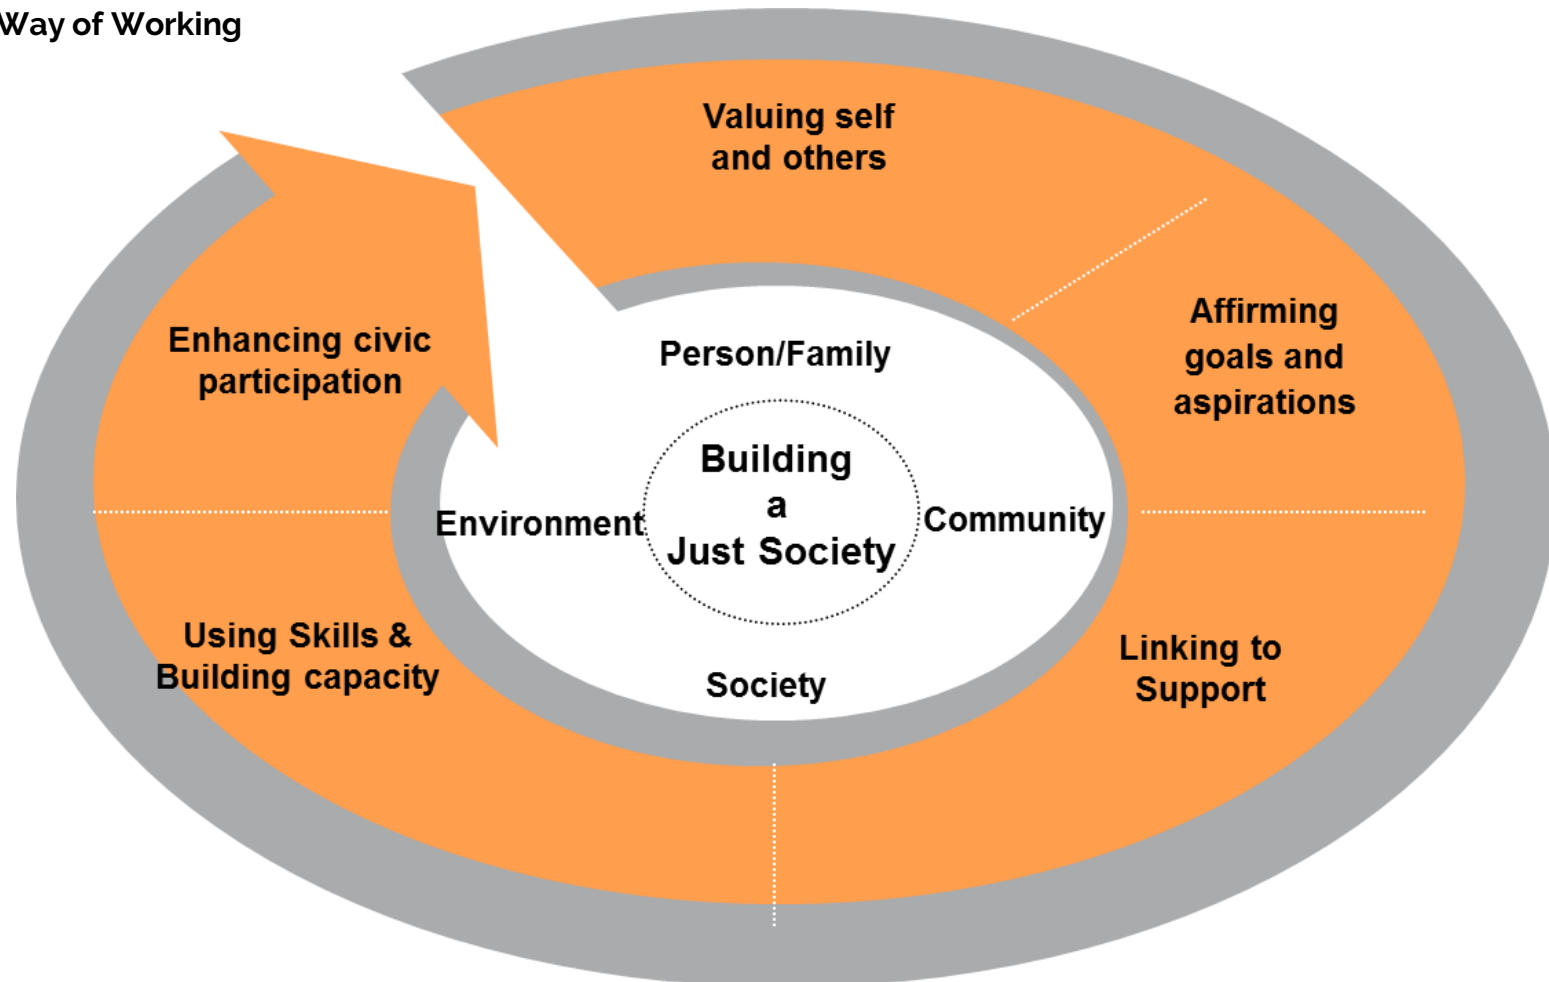 Way of Working
Valuing self
and others
Affirming
goals and
aspirations
Linking to
Support
Using Skills &
Building capacity
Enhancing civic
participation
Person/Family
Community
Society
Environment
Building
a
Just Society